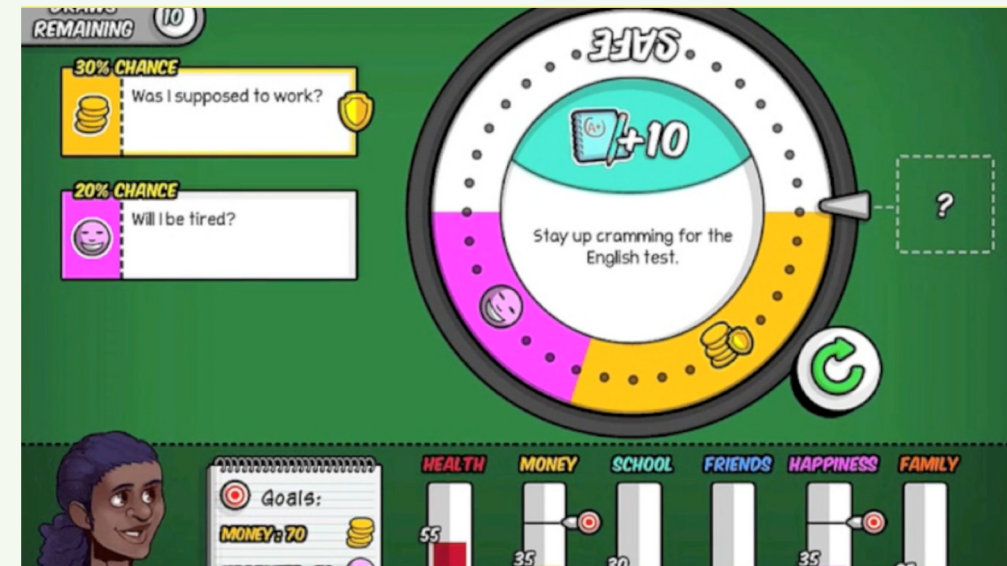 REMAINING
10
30% CHANCE
Was I supposed to work?
20% CHANCE
Will I be tired?
SAFE
A+
+10
Stay up cramming for the
English test.
?
Goals:
MONEY: 70
HEALTH
MONEY
SCHOOL
FRIENDS
HAPPINESS
FAMILY
55
35
35